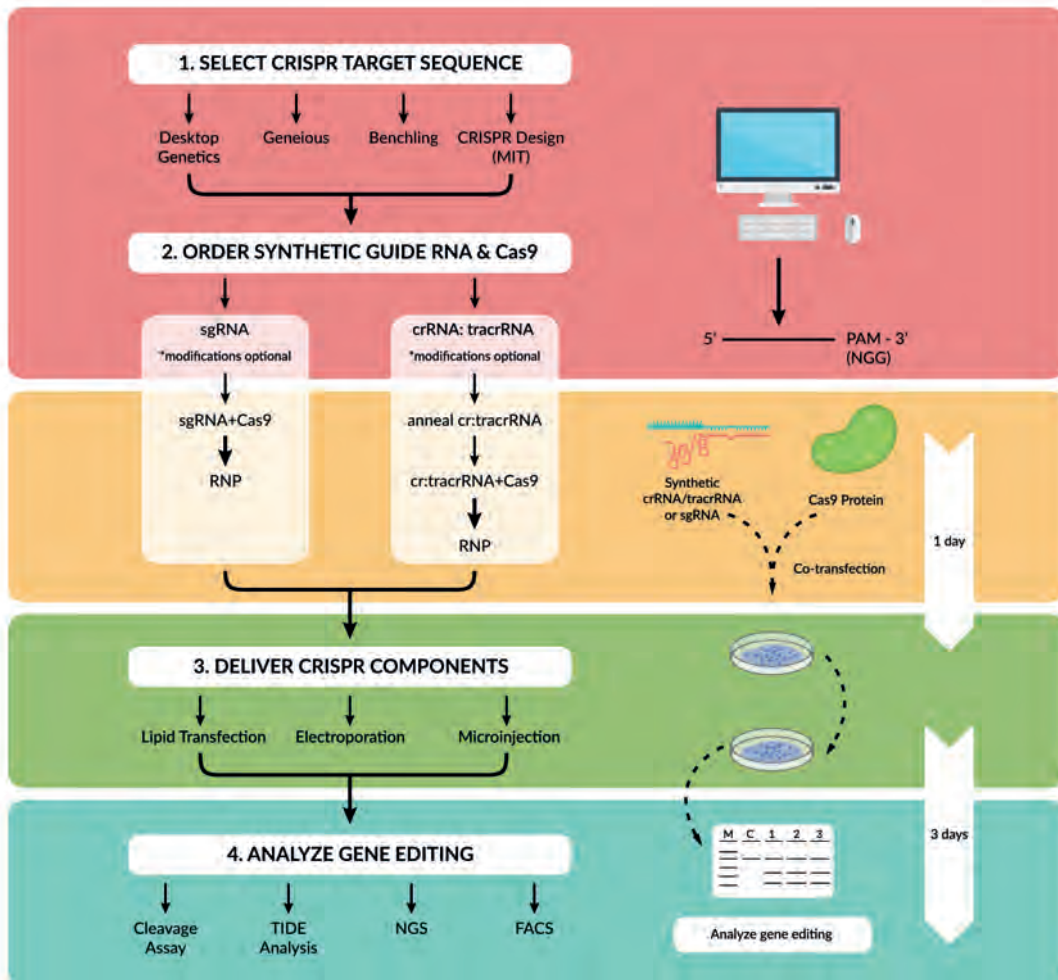 1. SELECT CRISPR TARGET SEQUENCE
Desktop
Genetics
Geneious
Benchling
CRISPR Design
(MIT)
2. ORDER SYNTHETIC GUIDE RNA & Cas9
sgRNA
*modifications optional
crRNA: tracrRNA
*modifications optional
5'
PAM - 3'
(NGG)
sgRNA+Cas9
RNP
anneal cr:tracrRNA
cr:tracrRNA+Cas9
RNP
Synthetic
crRNA/tracrRNA
or sgRNA
Cas9 Protein
Co-transfection
1 day
3. DELIVER CRISPR COMPONENTS
Lipid Transfection
Electroporation
Microinjection
3 days
4. ANALYZE GENE EDITING
Cleavage
Assay
TIDE
Analysis
NGS
FACS
M C 1 2 3
Analyze gene editing